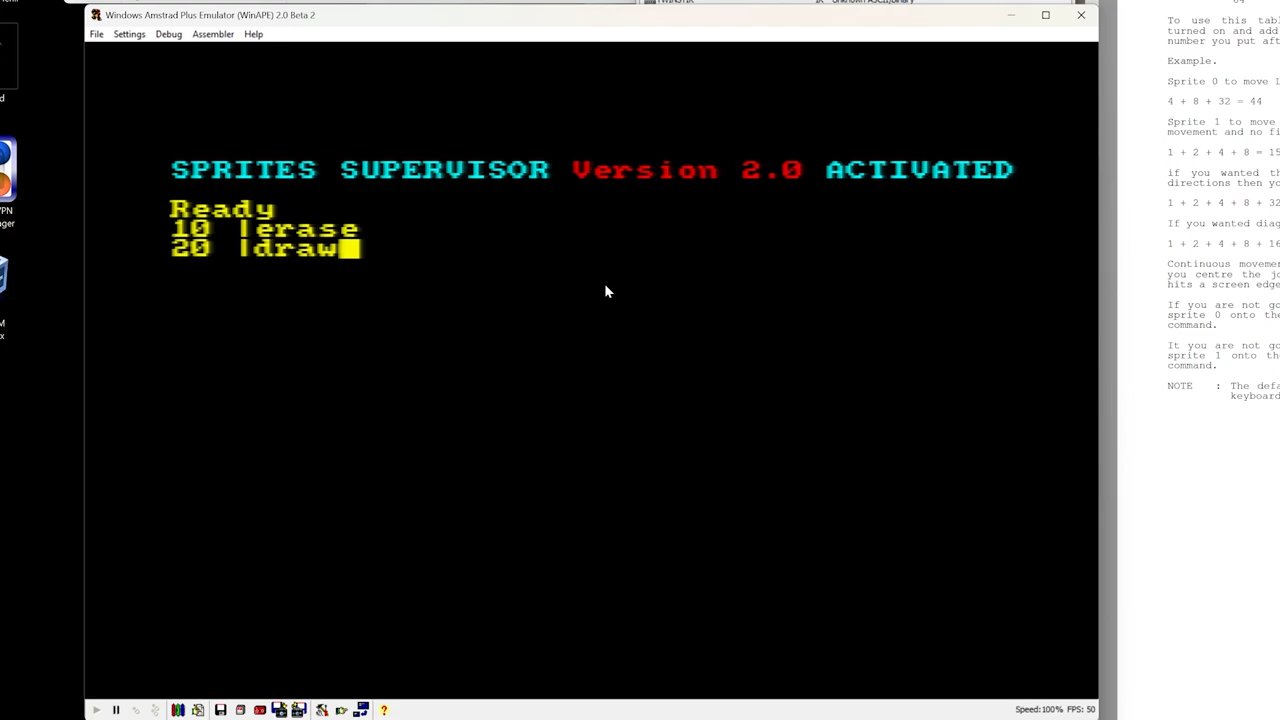 Windows Amstrad Plus Emulator (WinAPE) 2.0 Beta 2
File Settings Debug Assembler Help
SPRITES SUPERVISOR Version 2.0 ACTIVATED
Ready
10 |erase
20 |draw
Speed:100% FPS: 50
To use this tabl
turned on and add
number you put aft
Example.
Sprite 0 to move L
4 + 8 + 32 = 44
Sprite 1 to move
movement and no fi
1 + 2 + 4 + 8 = 15
if you wanted th
directions then yo
1 + 2 + 4 + 8 + 32
If you wanted diag
1 + 2 + 4 + 8 + 16
Continuous movemen
you centre the jo
hits a screen edge
If you are not go
sprite 0 onto the
command.
It you are not go
sprite 1 onto the
command.
NOTE : The defa
keyboard